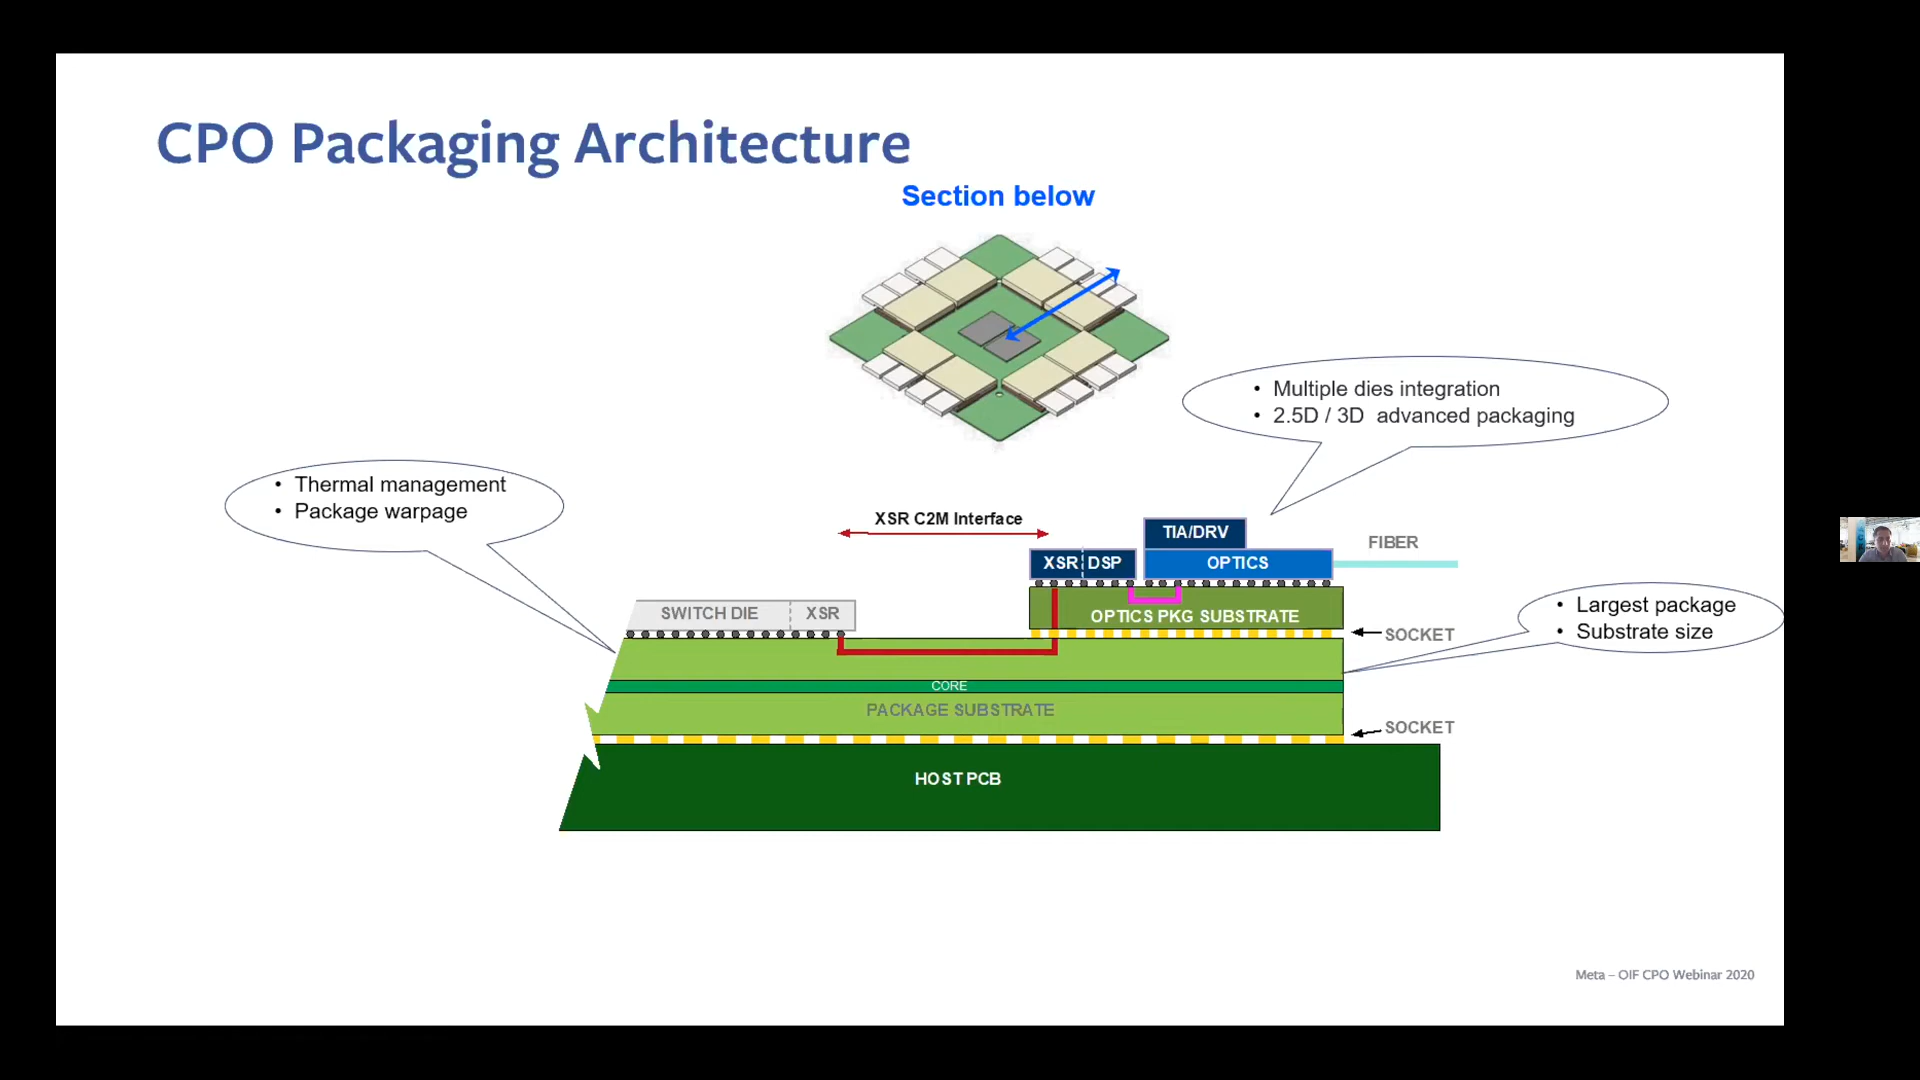 CPO Packaging Architecture
Section below
• Multiple dies integration
• 2.5D / 3D advanced packaging
• Thermal management
• Package warpage
XSR C2M Interface
TIA/DRV
FIBER
XSR DSP
OPTICS
• Largest package
• Substrate size
SWITCH DIE XSR
OPTICS PKG SUBSTRATE
SOCKET
CORE
PACKAGE SUBSTRATE
SOCKET
HOST PCB
Meta – OIF CPO Webinar 2020